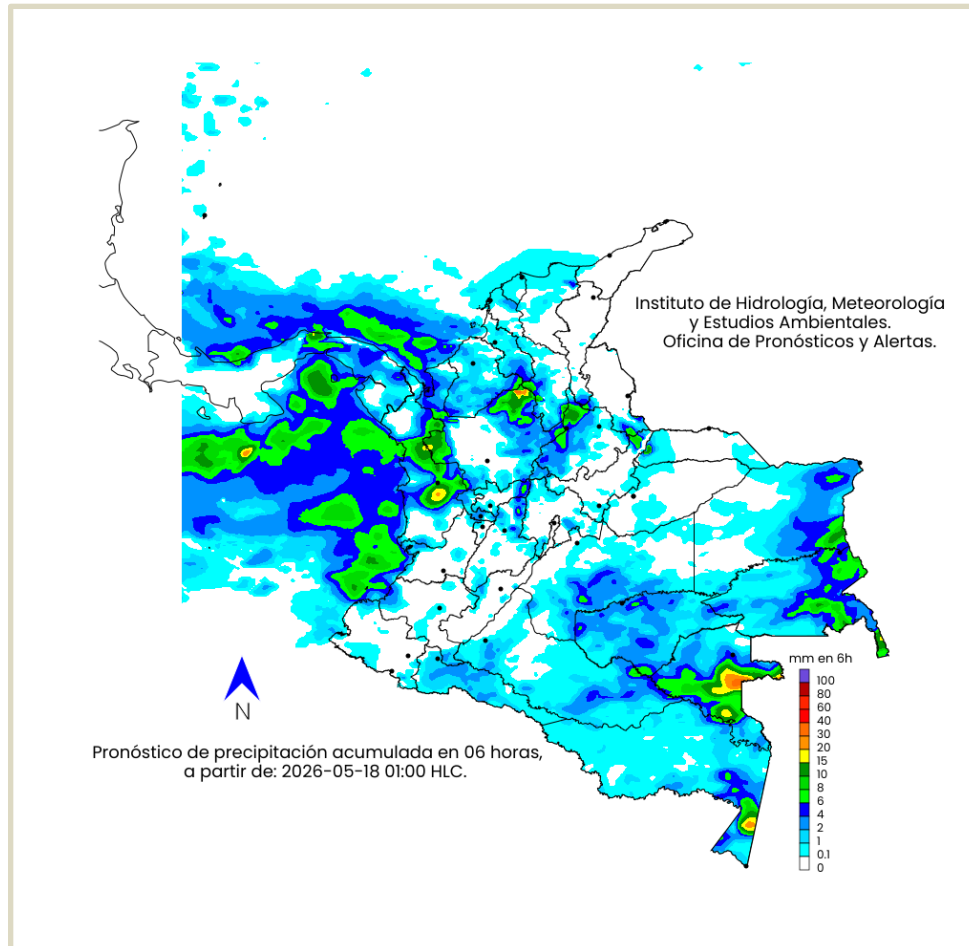 Instituto de Hidrología, Meteorología
y Estudios Ambientales.
Oficina de Pronósticos y Alertas.
mm en 6h
100
80
60
40
30
20
15
10
8
6
4
2
1
0.1
0
N
Pronóstico de precipitación acumulada en 06 horas,
a partir de: 2026-05-18 01:00 HLC.